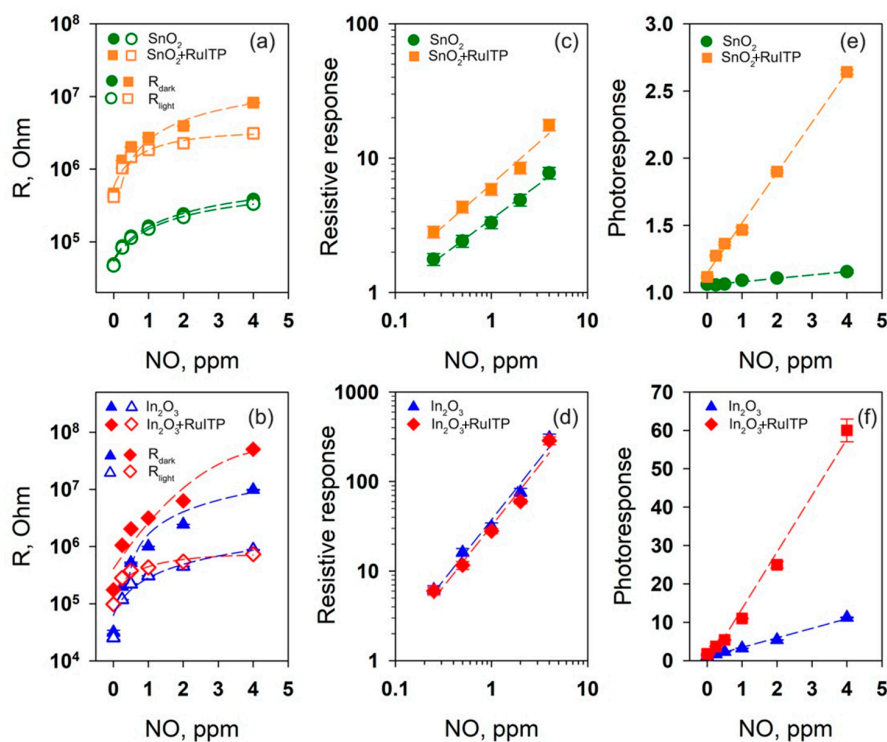 (a)
SnO2
SnO2+RuITP
Rdark
Rlight
R, Ohm
10^8
10^7
10^6
10^5
0 1 2 3 4 5
NO, ppm
(c)
SnO2
SnO2+RuITP
Resistive response
100
10
1
0.1 1 10
NO, ppm
(e)
SnO2
SnO2+RuITP
Photoresponse
3.0
2.5
2.0
1.5
1.0
0 1 2 3 4 5
NO, ppm
(b)
In2O3
In2O3+RuITP
Rdark
Rlight
R, Ohm
10^8
10^7
10^6
10^5
10^4
0 1 2 3 4 5
NO, ppm
(d)
In2O3
In2O3+RuITP
Resistive response
1000
100
10
1
0.1 1 10
NO, ppm
(f)
In2O3
In2O3+RuITP
Photoresponse
70
60
50
40
30
20
10
0
0 1 2 3 4 5
NO, ppm